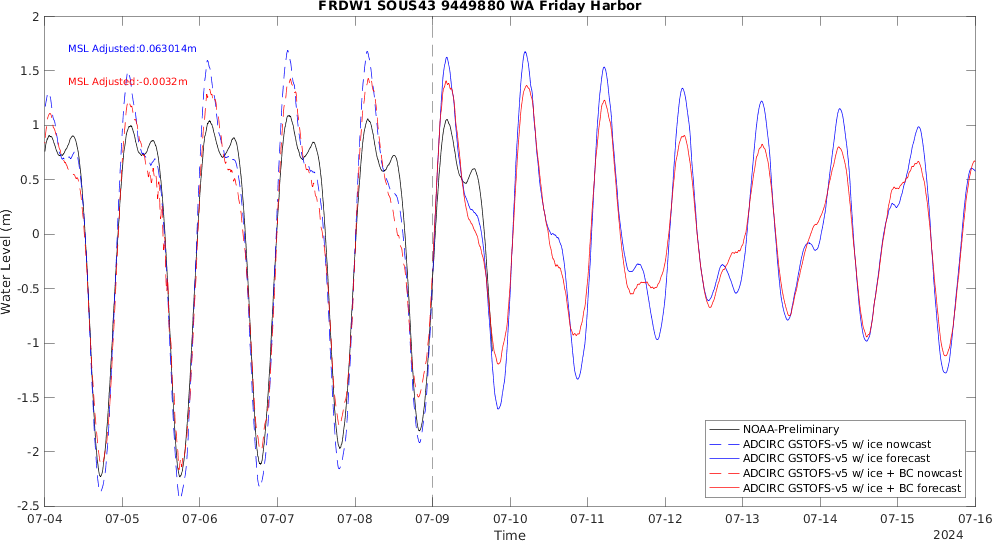 FRDW1 SOUS43 9449880 WA Friday Harbor
MSL Adjusted:0.063014m
MSL Adjusted:-0.0032m
Water Level (m)
2
1.5
1
0.5
0
-0.5
-1
-1.5
-2
-2.5
NOAA-Preliminary
ADCIRC GSTOFS-v5 w/ ice nowcast
ADCIRC GSTOFS-v5 w/ ice forecast
ADCIRC GSTOFS-v5 w/ ice + BC nowcast
ADCIRC GSTOFS-v5 w/ ice + BC forecast
07-04 07-05 07-06 07-07 07-08 07-09 07-10 07-11 07-12 07-13 07-14 07-15 07-16
Time
2024